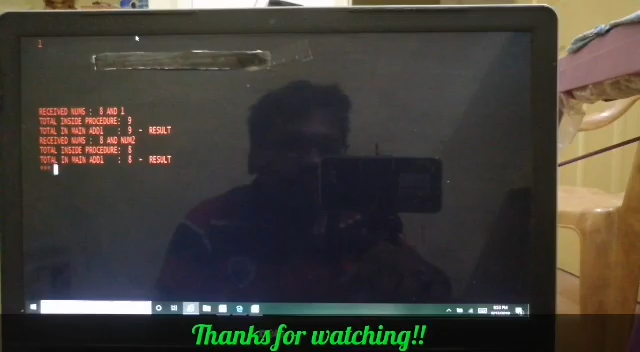 RECEIVED NUMS : 8 AND 1
TOTAL INSIDE PROCEDURE: 9
TOTAL IN MAIN ADD1 : 9 - RESULT
RECEIVED NUMS : 8 AND NUM2
TOTAL INSIDE PROCEDURE: 8
TOTAL IN MAIN ADD1 : 8 - RESULT
***
Thanks for watching!!